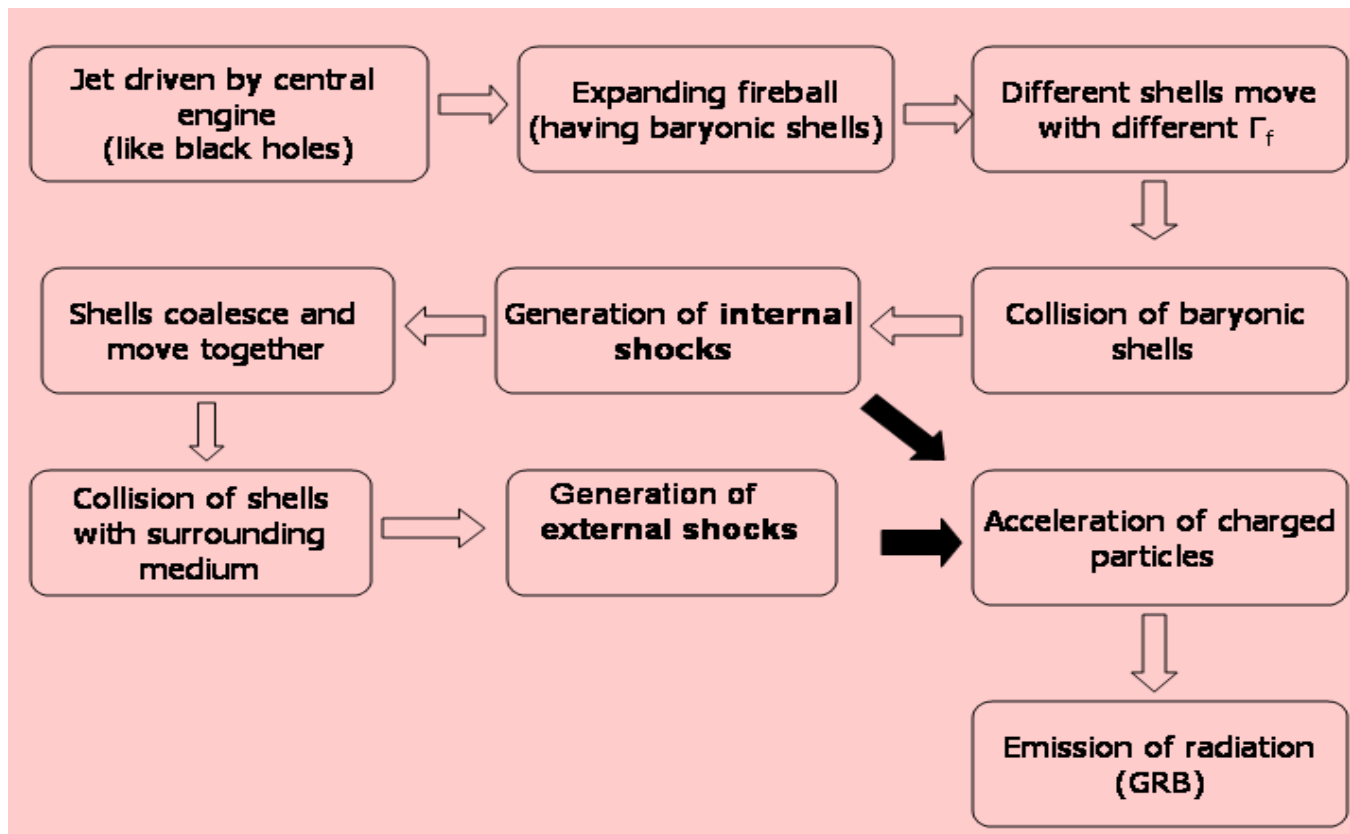 Jet driven by central
engine
(like black holes)
Expanding fireball
(having baryonic shells)
Different shells move
with different Γf
Shells coalesce and
move together
Generation of internal
shocks
Collision of baryonic
shells
Collision of shells
with surrounding
medium
Generation of
external shocks
Acceleration of charged
particles
Emission of radiation
(GRB)